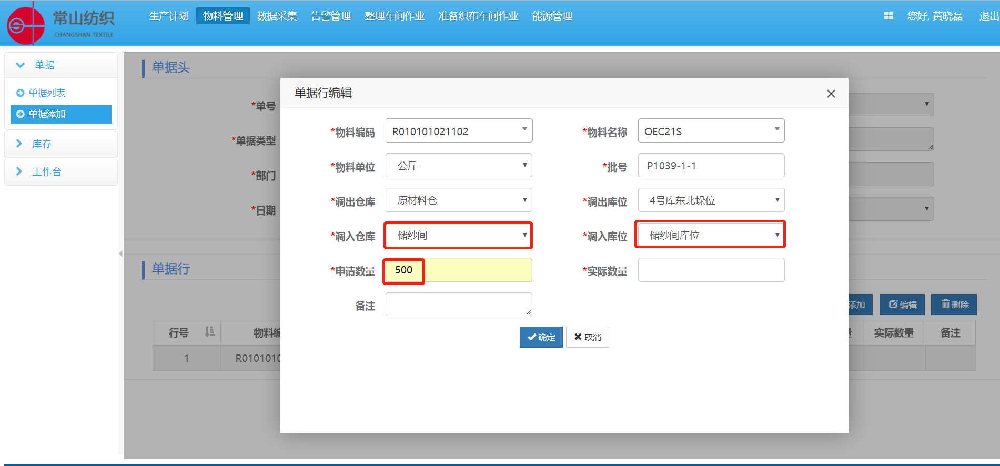 常山纺织
CHANGSHAN TEXTILE
生产计划 物料管理 数据采集 告警管理 整理车间作业 准备织布车间作业 能源管理
您好, 黄晓磊 退出
单据
单据列表
单据添加
库存
工作台
单据头
*单号
*单据类型
*部门
*日期
单据行编辑
*物料编码 R010101021102 *物料名称 OEC21S
*物料单位 公斤 *批号 P1039-1-1
*调出仓库 原材料仓 *调出库位 4号库东北垛位
*调入仓库 储纱间 *调入库位 储纱间库位
*申请数量 500 *实际数量
备注
确定 取消
单据行
添加 编辑 删除
行号 物料编 实际数量 备注
1 R010101